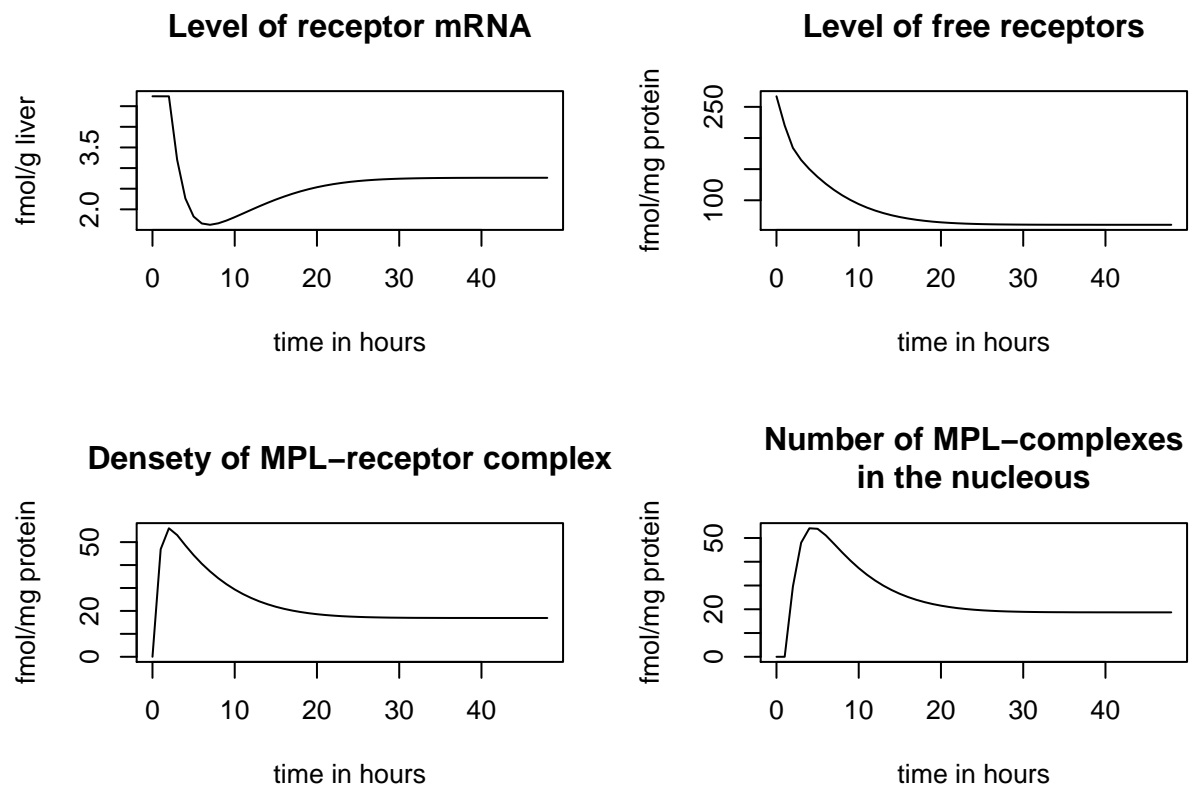 Level of receptor mRNA
fmol/g liver
2.0 3.5
0 10 20 30 40
time in hours
Level of free receptors
fmol/mg protein
100 250
0 10 20 30 40
time in hours
Densety of MPL−receptor complex
fmol/mg protein
0 20 50
0 10 20 30 40
time in hours
Number of MPL−complexes
in the nucleous
fmol/mg protein
0 20 50
0 10 20 30 40
time in hours